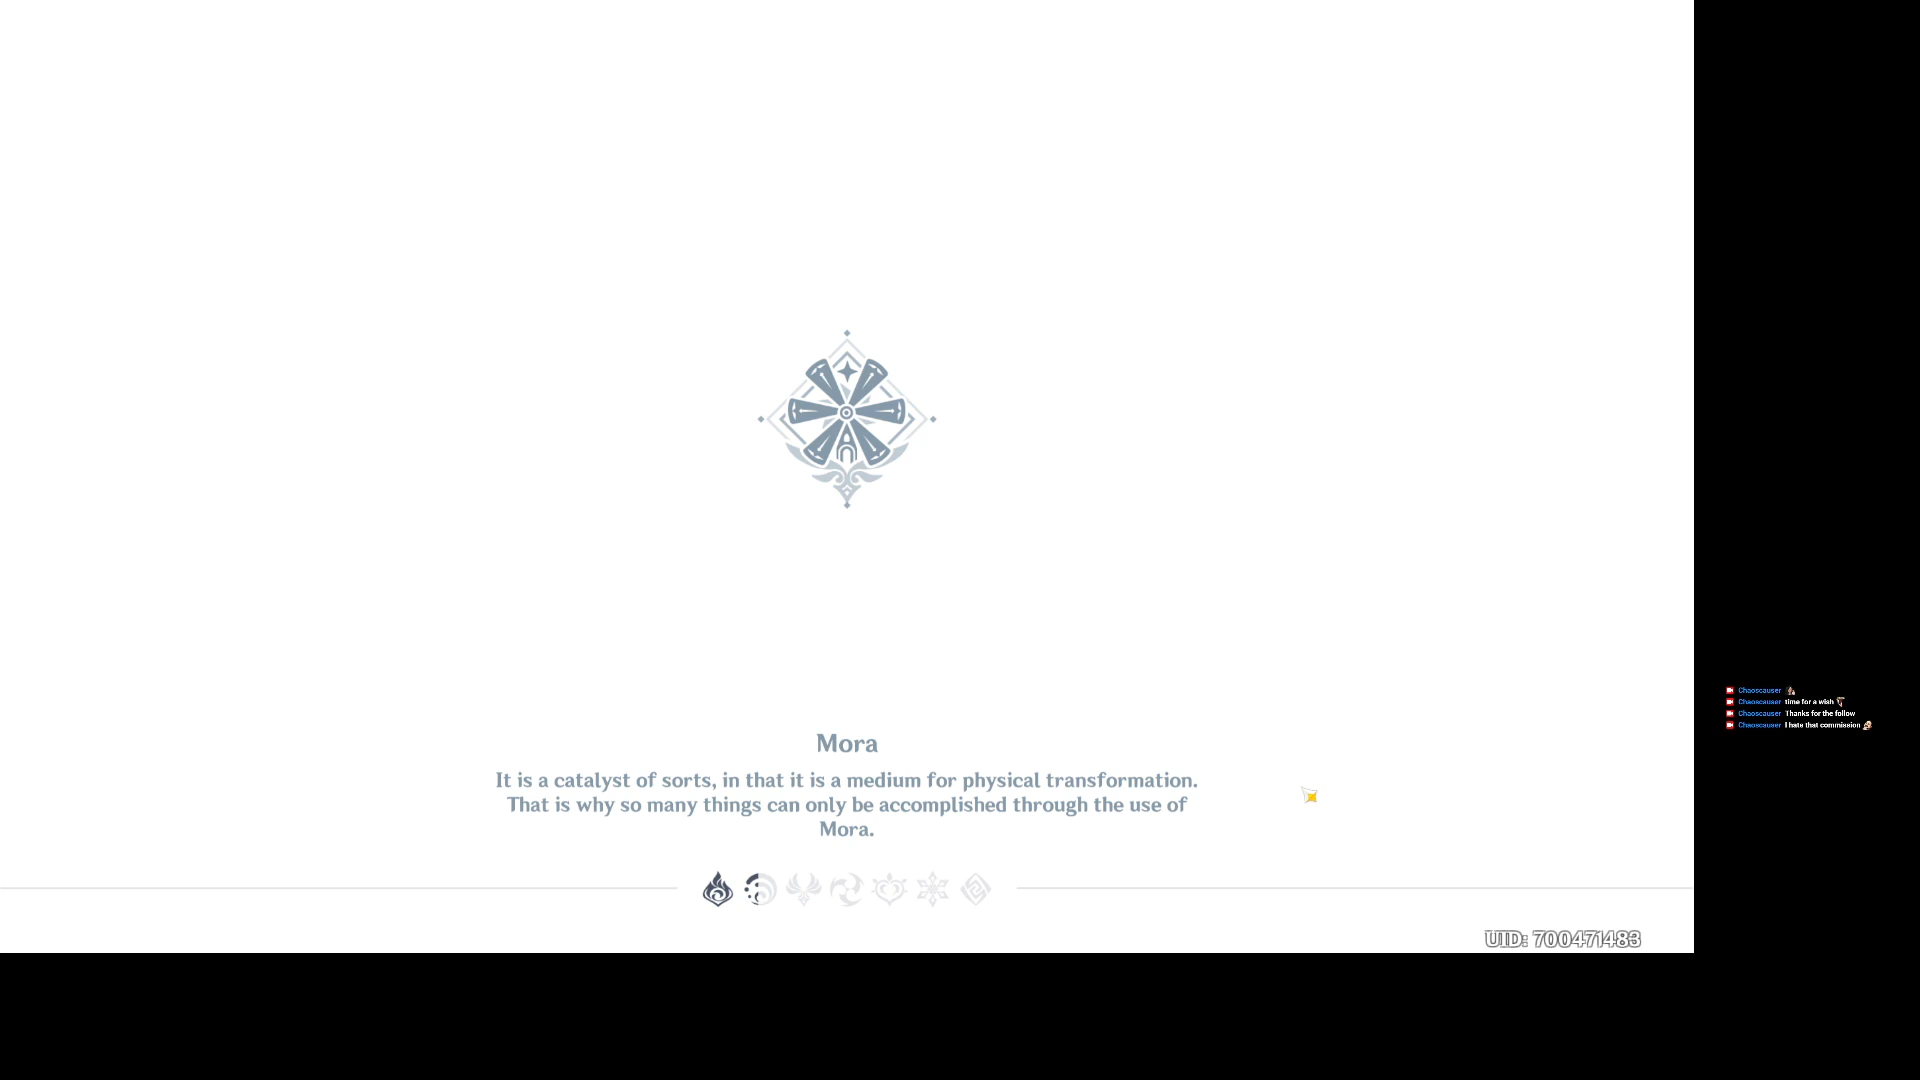 Mora
It is a catalyst of sorts, in that it is a medium for physical transformation.
That is why so many things can only be accomplished through the use of
Mora.
UID: 700471483
Chaoscauser
Chaoscauser time for a wish
Chaoscauser Thanks for the follow
Chaoscauser I hate that commission